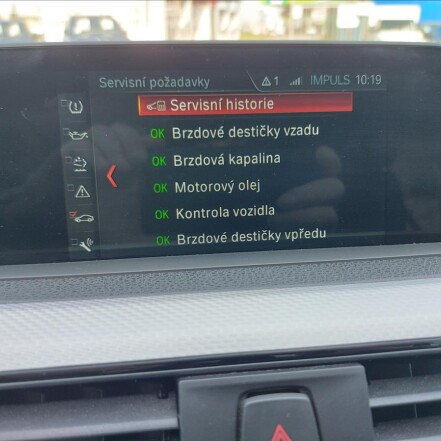 Servisní požadavky 1 IMPULS 10:19
Servisní historie
OK Brzdové destičky vzadu
OK Brzdová kapalina
OK Motorový olej
OK Kontrola vozidla
OK Brzdové destičky vpředu